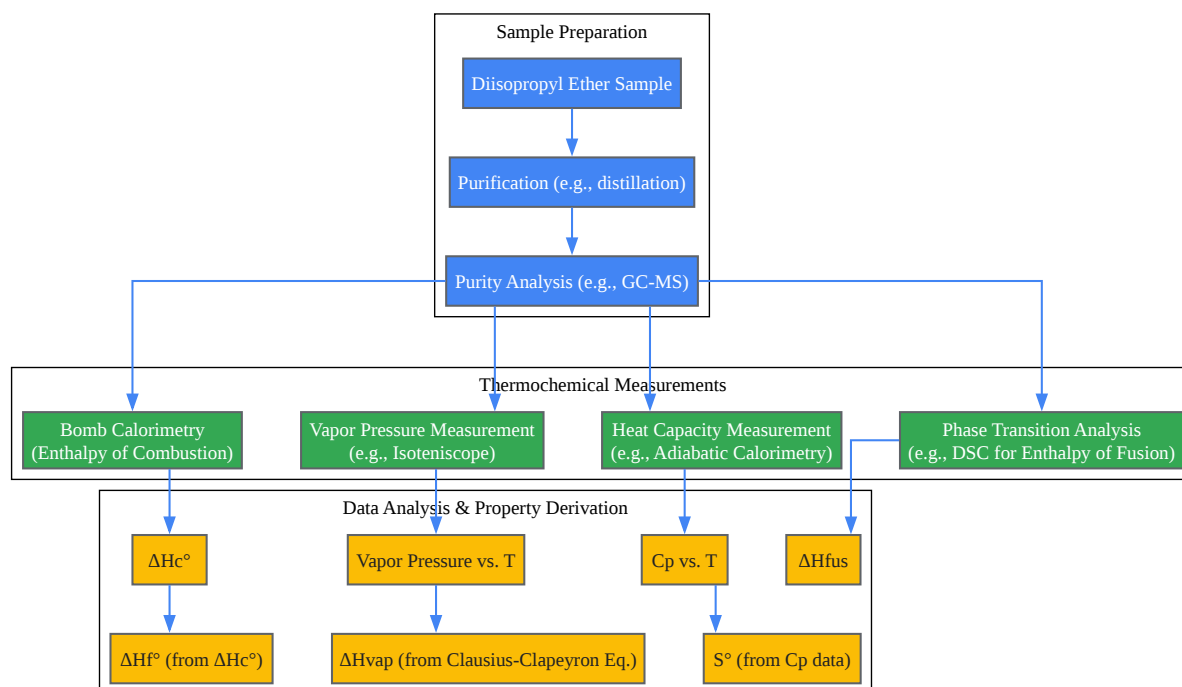 Sample Preparation
Diisopropyl Ether Sample
Purification (e.g., distillation)
Purity Analysis (e.g., GC-MS)
Thermochemical Measurements
Bomb Calorimetry
(Enthalpy of Combustion)
Vapor Pressure Measurement
(e.g., Isoteniscope)
Heat Capacity Measurement
(e.g., Adiabatic Calorimetry)
Phase Transition Analysis
(e.g., DSC for Enthalpy of Fusion)
Data Analysis & Property Derivation
ΔHc°
Vapor Pressure vs. T
Cp vs. T
ΔHfus
ΔHf° (from ΔHc°)
ΔHvap (from Clausius-Clapeyron Eq.)
S° (from Cp data)